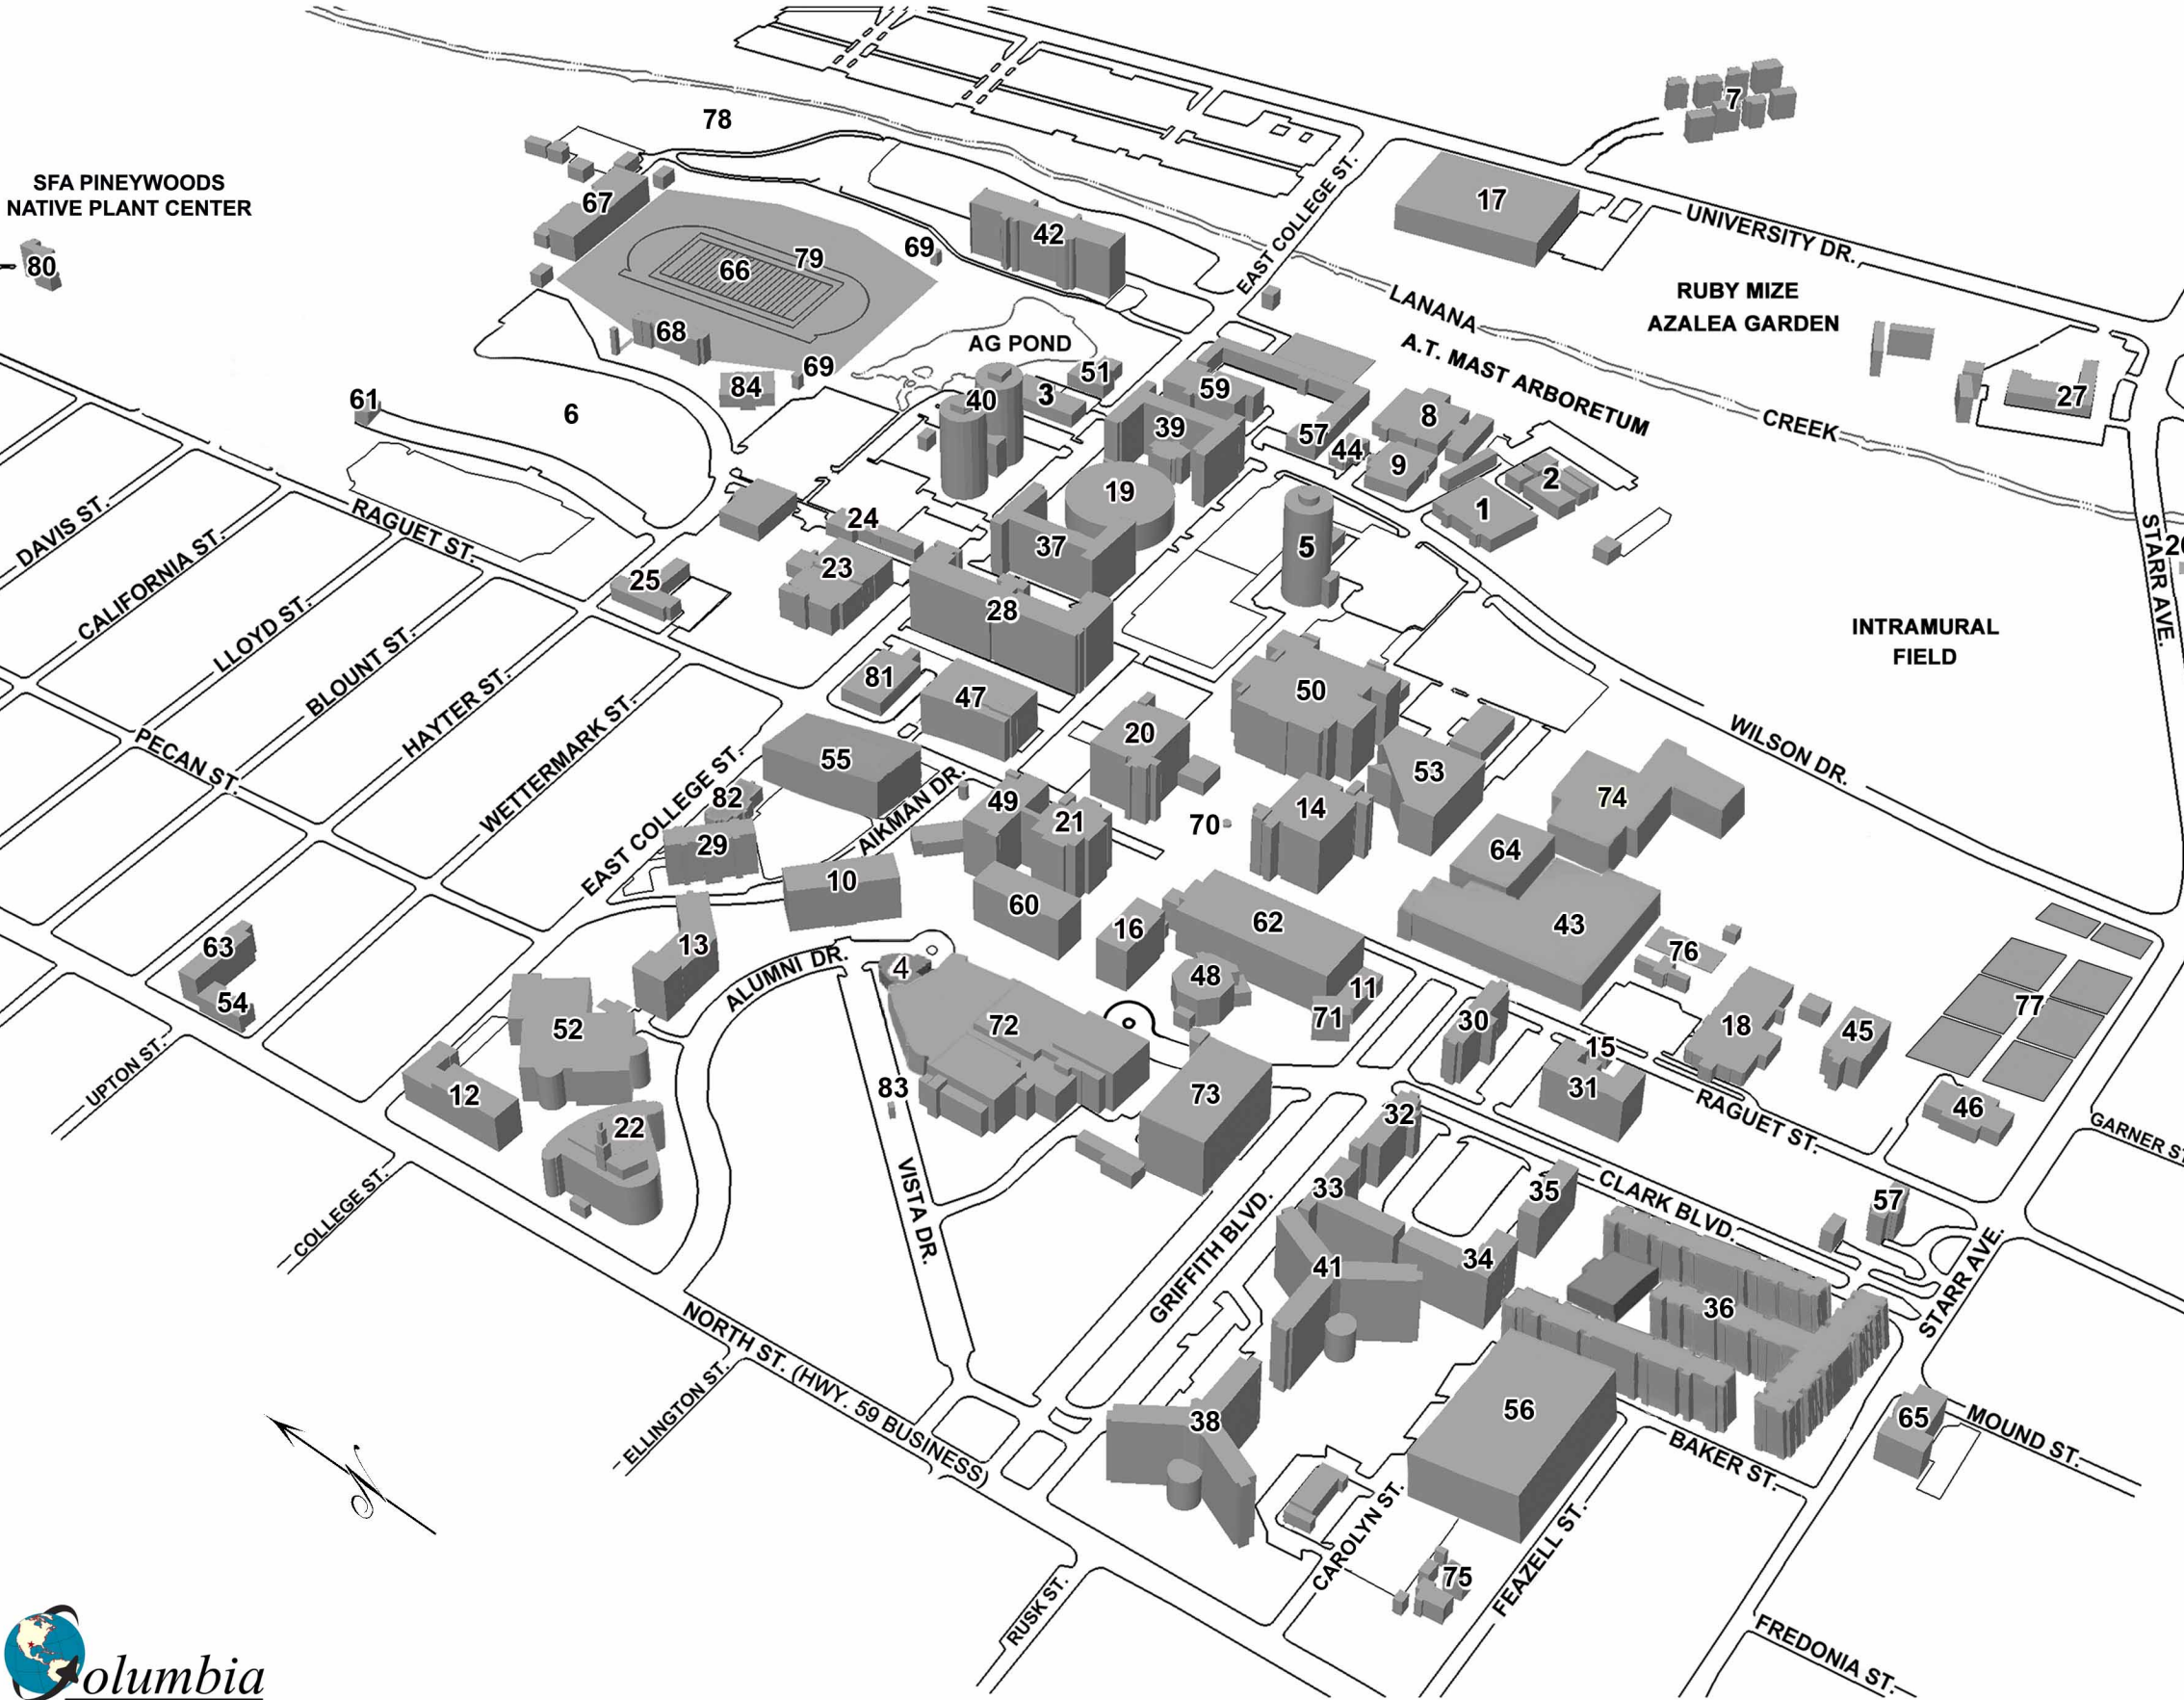 78
7
SFA PINEYWOODS
NATIVE PLANT CENTER
80
67
66
79
69
42
EAST COLLEGE ST.
17
UNIVERSITY DR.
LANANA
CREEK
RUBY MIZE
AZALEA GARDEN
A.T. MAST ARBORETUM
27
68
69
84
AG POND
61
6
40
3
51
59
39
57
44
8
9
2
1
19
5
37
24
23
25
28
DAVIS ST.
CALIFORNIA ST.
LLOYD ST.
BLOUNT ST.
HAYTER ST.
WETTERMARK ST.
RAGUET ST.
PECAN ST.
STARR AVE.
INTRAMURAL
FIELD
WILSON DR.
81
47
20
50
53
14
70
74
64
43
55
82
29
EAST COLLEGE ST.
AIKMAN DR.
49
21
10
60
16
62
48
11
71
63
54
13
52
12
22
ALUMNI DR.
4
72
83
73
30
15
31
76
18
45
77
46
RAGUET ST.
GARNER ST
UPTON ST.
COLLEGE ST.
VISTA DR.
GRIFFITH BLVD.
32
33
35
34
41
CLARK BLVD.
57
36
STARR AVE.
NORTH ST. (HWY. 59 BUSINESS)
ELLINGTON ST.
38
56
65
MOUND ST.
BAKER ST.
CAROLYN ST.
FEAZELL ST.
75
RUSK ST.
FREDONIA ST.
olumbia